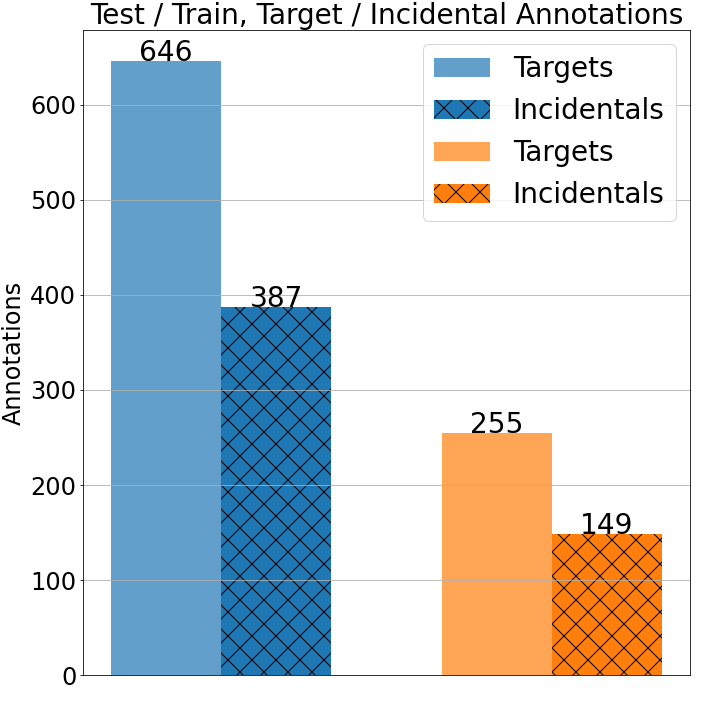 Test / Train, Target / Incidental Annotations
646
387
255
149
Targets
Incidentals
Targets
Incidentals
Annotations
600
500
400
300
200
100
0